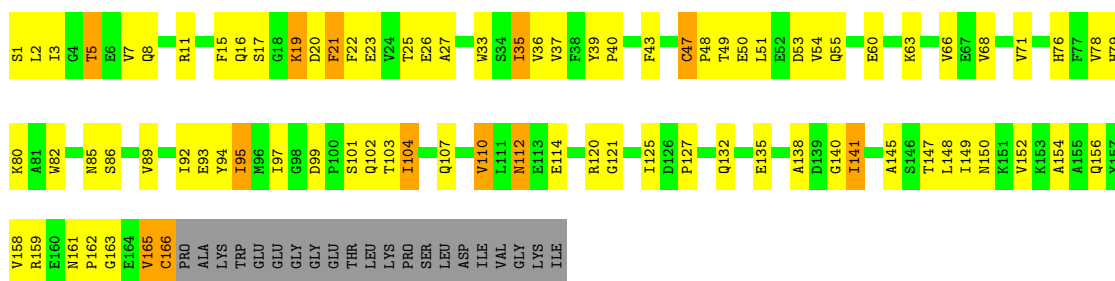 S1 L2 I3 G4 T5 E6 V7 Q8 R11 F15 Q16 S17 G18 K19 D20 F21 F22 E23 V24 T25 E26 A27 W33 S34 I35 V36 V37 F38 Y39 P40 F43 C47 P48 T49 E50 L51 E52 D53 V54 Q55 E60 K63 V66 E67 V68 V71 H76 F77 V78 H79
K80 A81 W82 N85 S86 V89 I92 E93 Y94 I95 M96 I97 G98 D99 P100 S101 Q102 T103 I104 Q107 V110 L111 N112 E113 E114 R120 G121 I125 D126 P127 Q132 E135 A138 D139 G140 I141 A145 S146 T147 L148 I149 N150 K151 V152 K153 A154 A155 Q156 Y157
V158 R159 E160 N161 P162 G163 E164 V165 C166 PRO ALA LYS TRP GLU GLU GLY GLY GLU THR LEU LYS PRO SER LEU ASP ILE VAL GLY LYS ILE